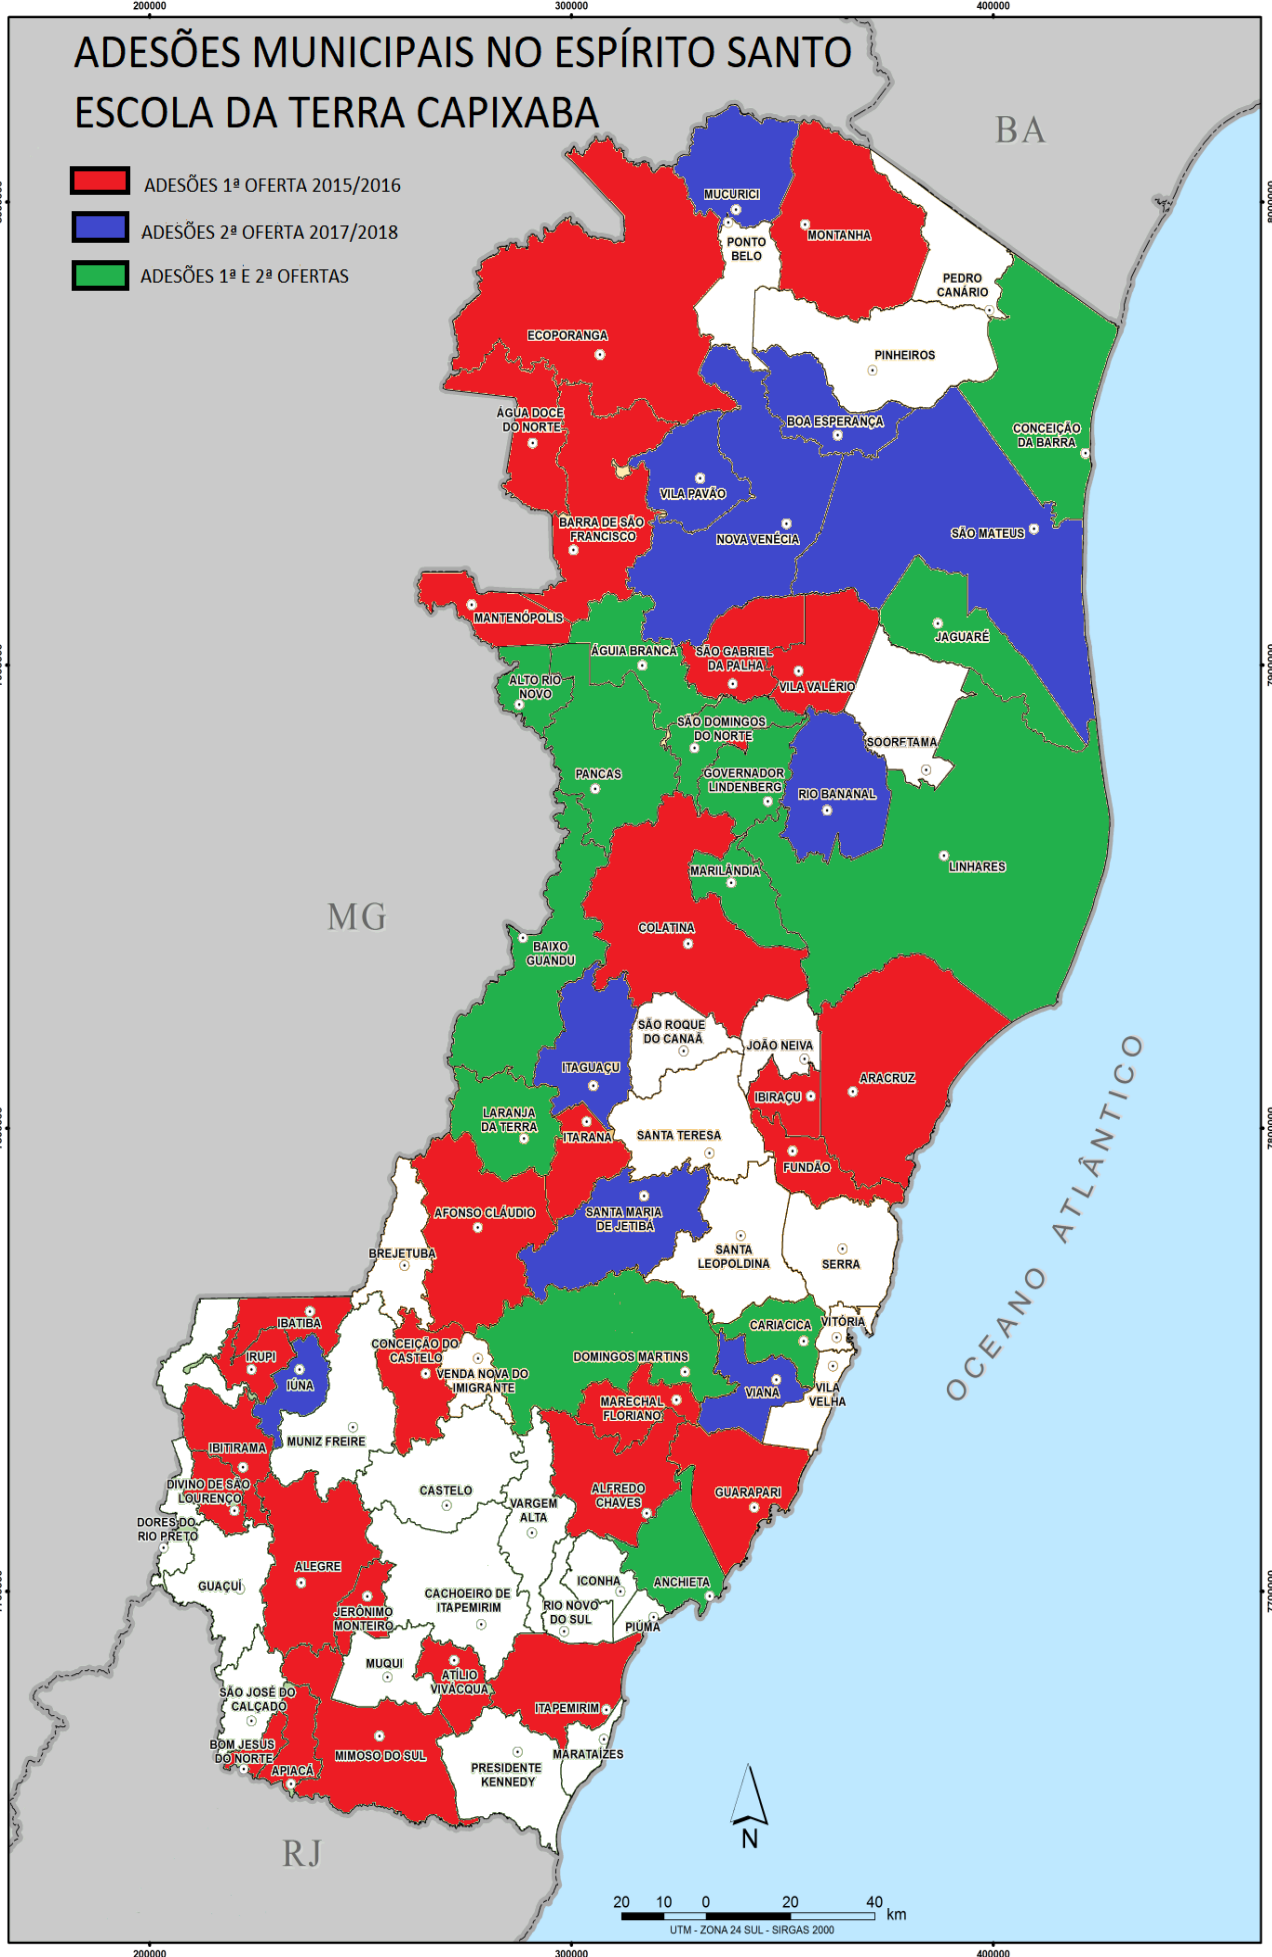 200000
300000
400000
ADESÕES MUNICIPAIS NO ESPÍRITO SANTO
ESCOLA DA TERRA CAPIXABA
BA
ADESÕES 1ª OFERTA 2015/2016
ADESÕES 2ª OFERTA 2017/2018
ADESÕES 1ª E 2ª OFERTAS
MUCURICI
MONTANHA
PONTO
BELO
PEDRO
CANÁRIO
ECOPORANGA
PINHEIROS
ÁGUA DOCE
DO NORTE
BOA ESPERANÇA
CONCEIÇÃO
DA BARRA
VILA PAVÃO
BARRA DE SÃO
FRANCISCO
NOVA VENÉCIA
SÃO MATEUS
MANTENÓPOLIS
JAGUARÉ
ÁGUIA BRANCA
SÃO GABRIEL
DA PALHA
VILA VALÉRIO
ALTO RIO
NOVO
SÃO DOMINGOS
DO NORTE
SOORETAMA
PANCAS
GOVERNADOR
LINDENBERG
RIO BANANAL
LINHARES
MARILÂNDIA
MG
COLATINA
BAIXO
GUANDU
SÃO ROQUE
DO CANAÃ
JOÃO NEIVA
ITAGUAÇU
ARACRUZ
IBIRAÇU
LARANJA
DA TERRA
ITARANA
SANTA TERESA
FUNDÃO
OCEANO ATLÂNTICO
AFONSO CLÁUDIO
SANTA MARIA
DE JETIBÁ
BREJETUBA
SANTA
LEOPOLDINA
SERRA
IBATIBA
CARIACICA
VITÓRIA
CONCEIÇÃO DO
CASTELO
IRUPI
IÚNA
VENDA NOVA DO
IMIGRANTE
DOMINGOS MARTINS
VIANA
VILA
VELHA
MARECHAL
FLORIANO
MUNIZ FREIRE
IBITIRAMA
DIVINO DE SÃO
LOURENÇO
CASTELO
VARGEM
ALTA
ALFREDO
CHAVES
GUARAPARI
DORES DO
RIO PRETO
ALEGRE
GUAÇUÍ
ICONHA
ANCHIETA
CACHOEIRO DE
ITAPEMIRIM
JERÔNIMO
MONTEIRO
RIO NOVO
DO SUL
PIÚMA
MUQUI
ATÍLIO
VIVÁCQUA
SÃO JOSÉ DO
CALÇADO
ITAPEMIRIM
BOM JESUS
DO NORTE
APIACÁ
MIMOSO DO SUL
MARATAÍZES
PRESIDENTE
KENNEDY
N
RJ
20 10 0 20 40
km
UTM - ZONA 24 SUL - SIRGAS 2000
200000
300000
400000